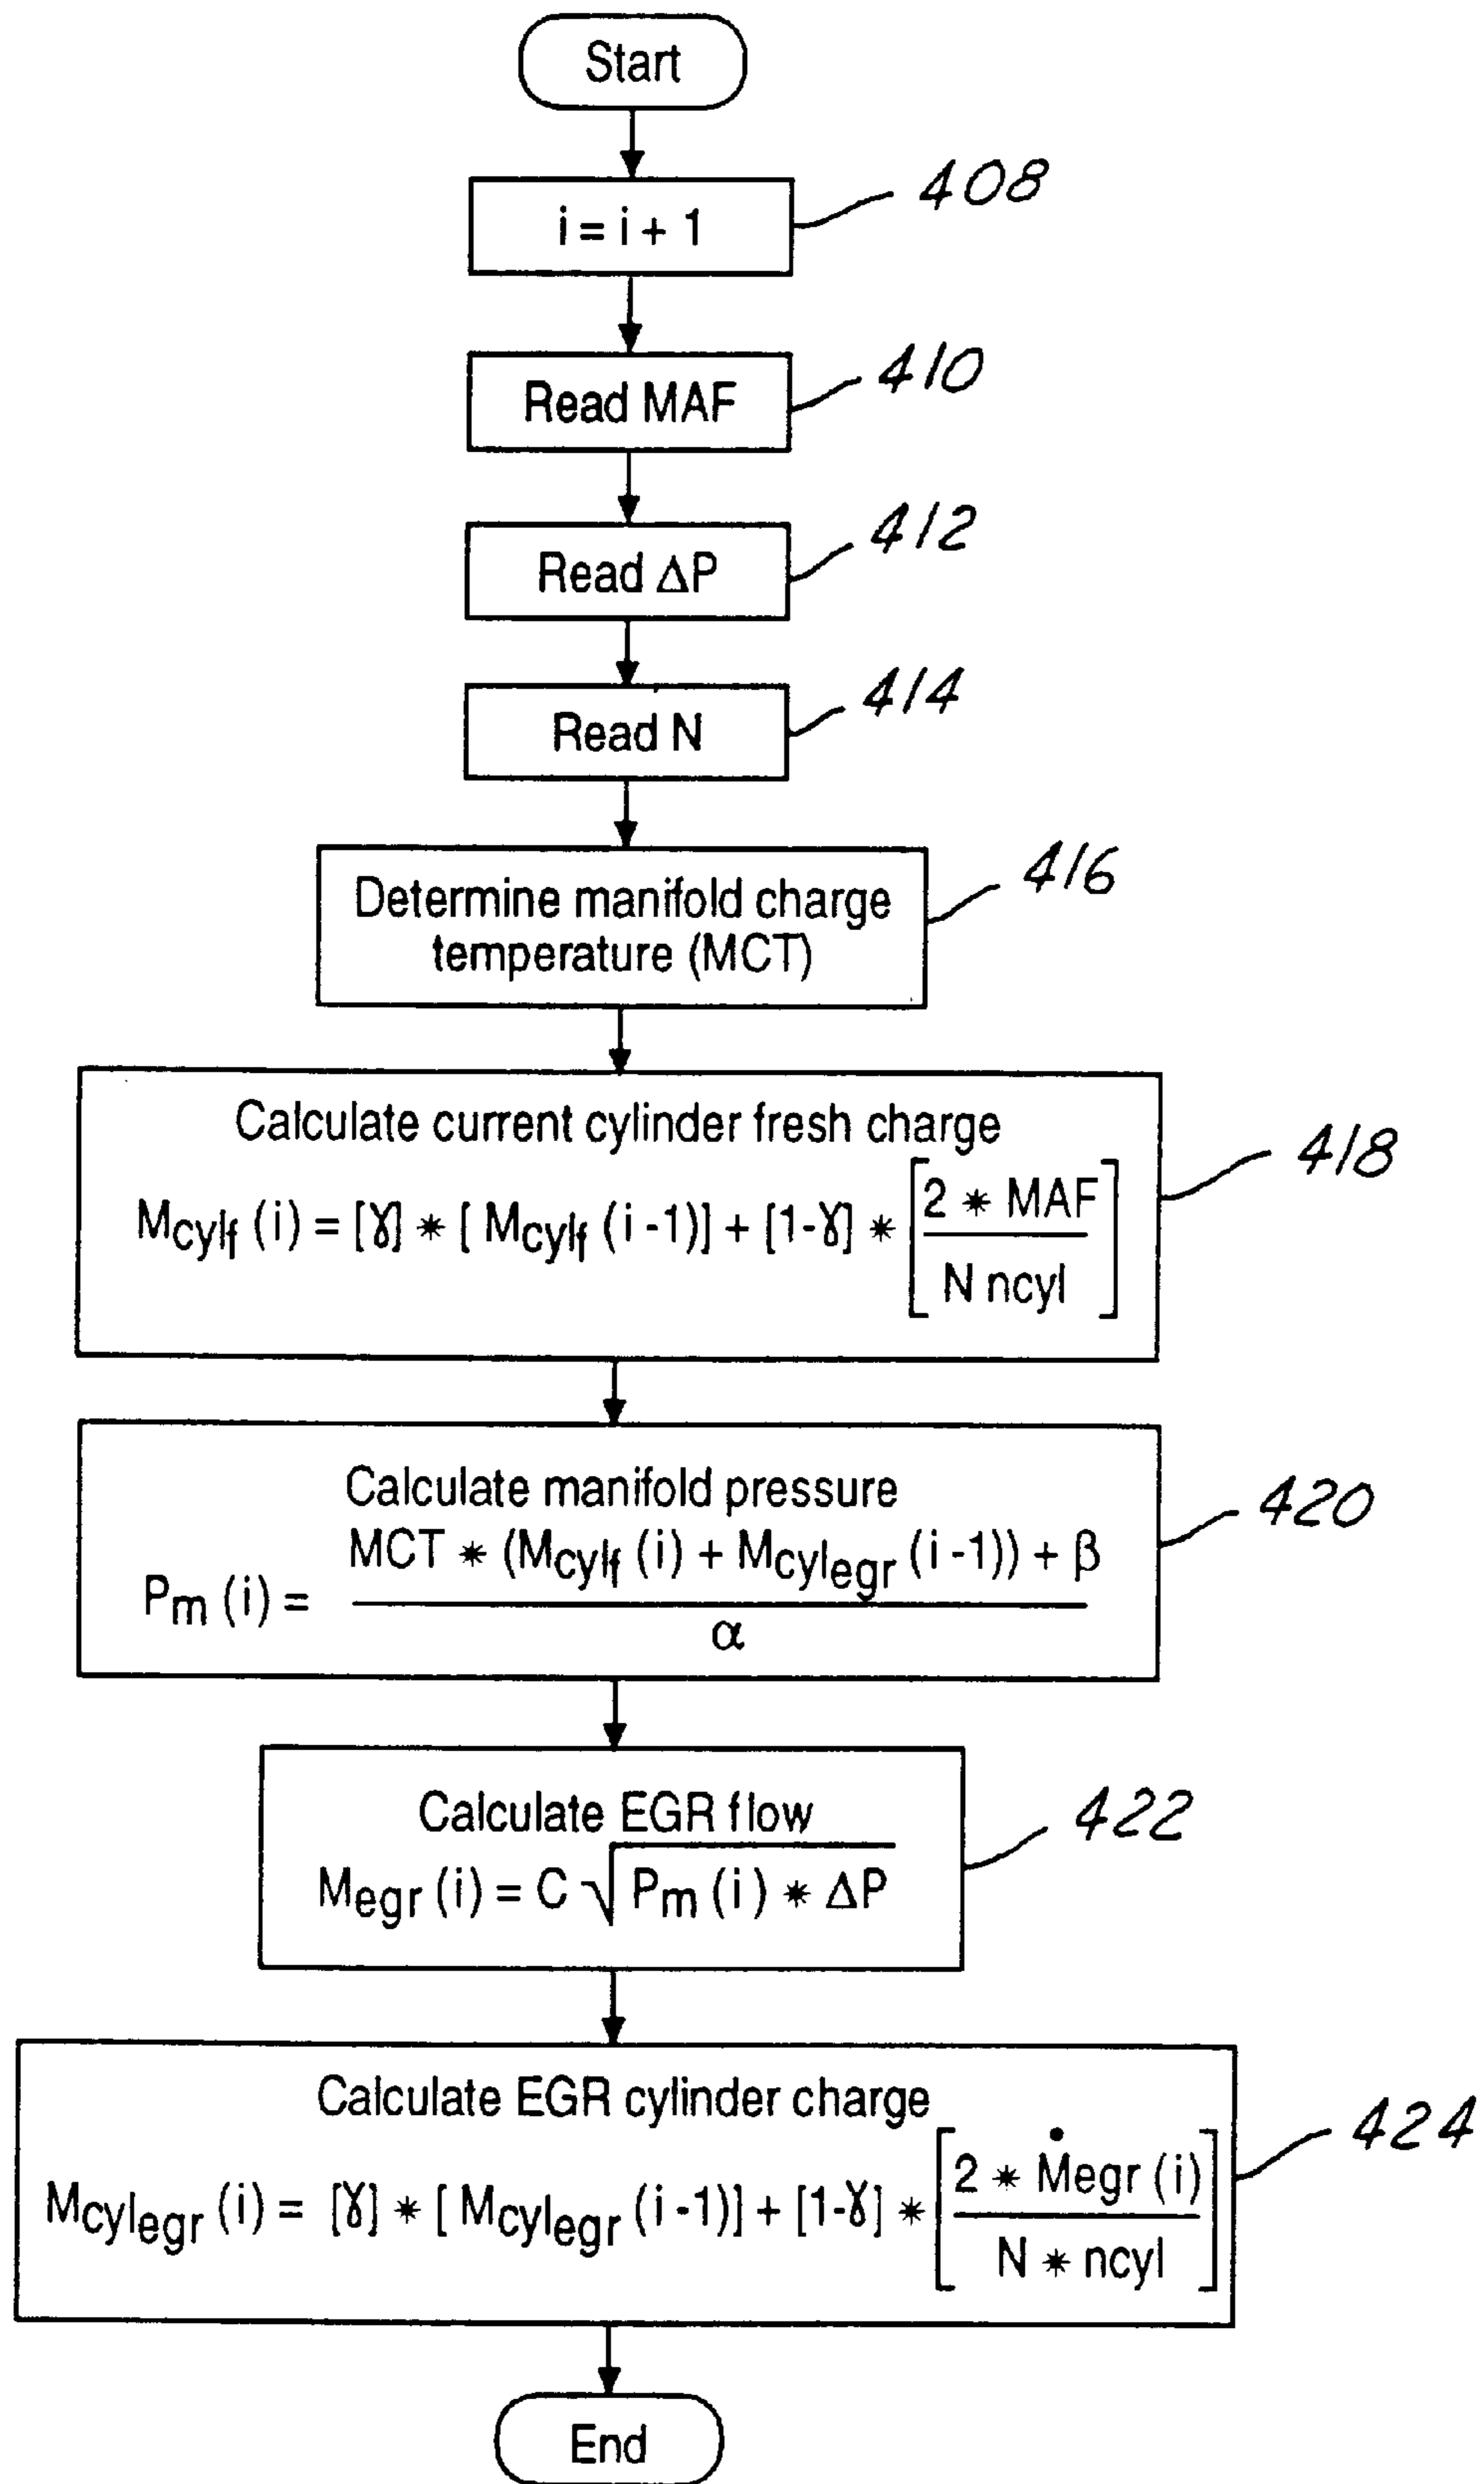 Start
i = i + 1
408
Read MAF
410
Read ΔP
412
Read N
414
Determine manifold charge
temperature (MCT)
416
Calculate current cylinder fresh charge
Mcylf (i) = [γ] * [ Mcylf (i -1)] + [1-γ] * [2 * MAF / N ncyl]
418
Calculate manifold pressure
Pm (i) = MCT * (Mcylf (i) + Mcylegr (i -1)) + β / α
420
Calculate EGR flow
Megr (i) = C √ Pm (i) * ΔP
422
Calculate EGR cylinder charge
Mcylegr (i) = [γ] * [ Mcylegr (i -1)] + [1-γ] * [2 * Ṁegr (i) / N * ncyl]
424
End